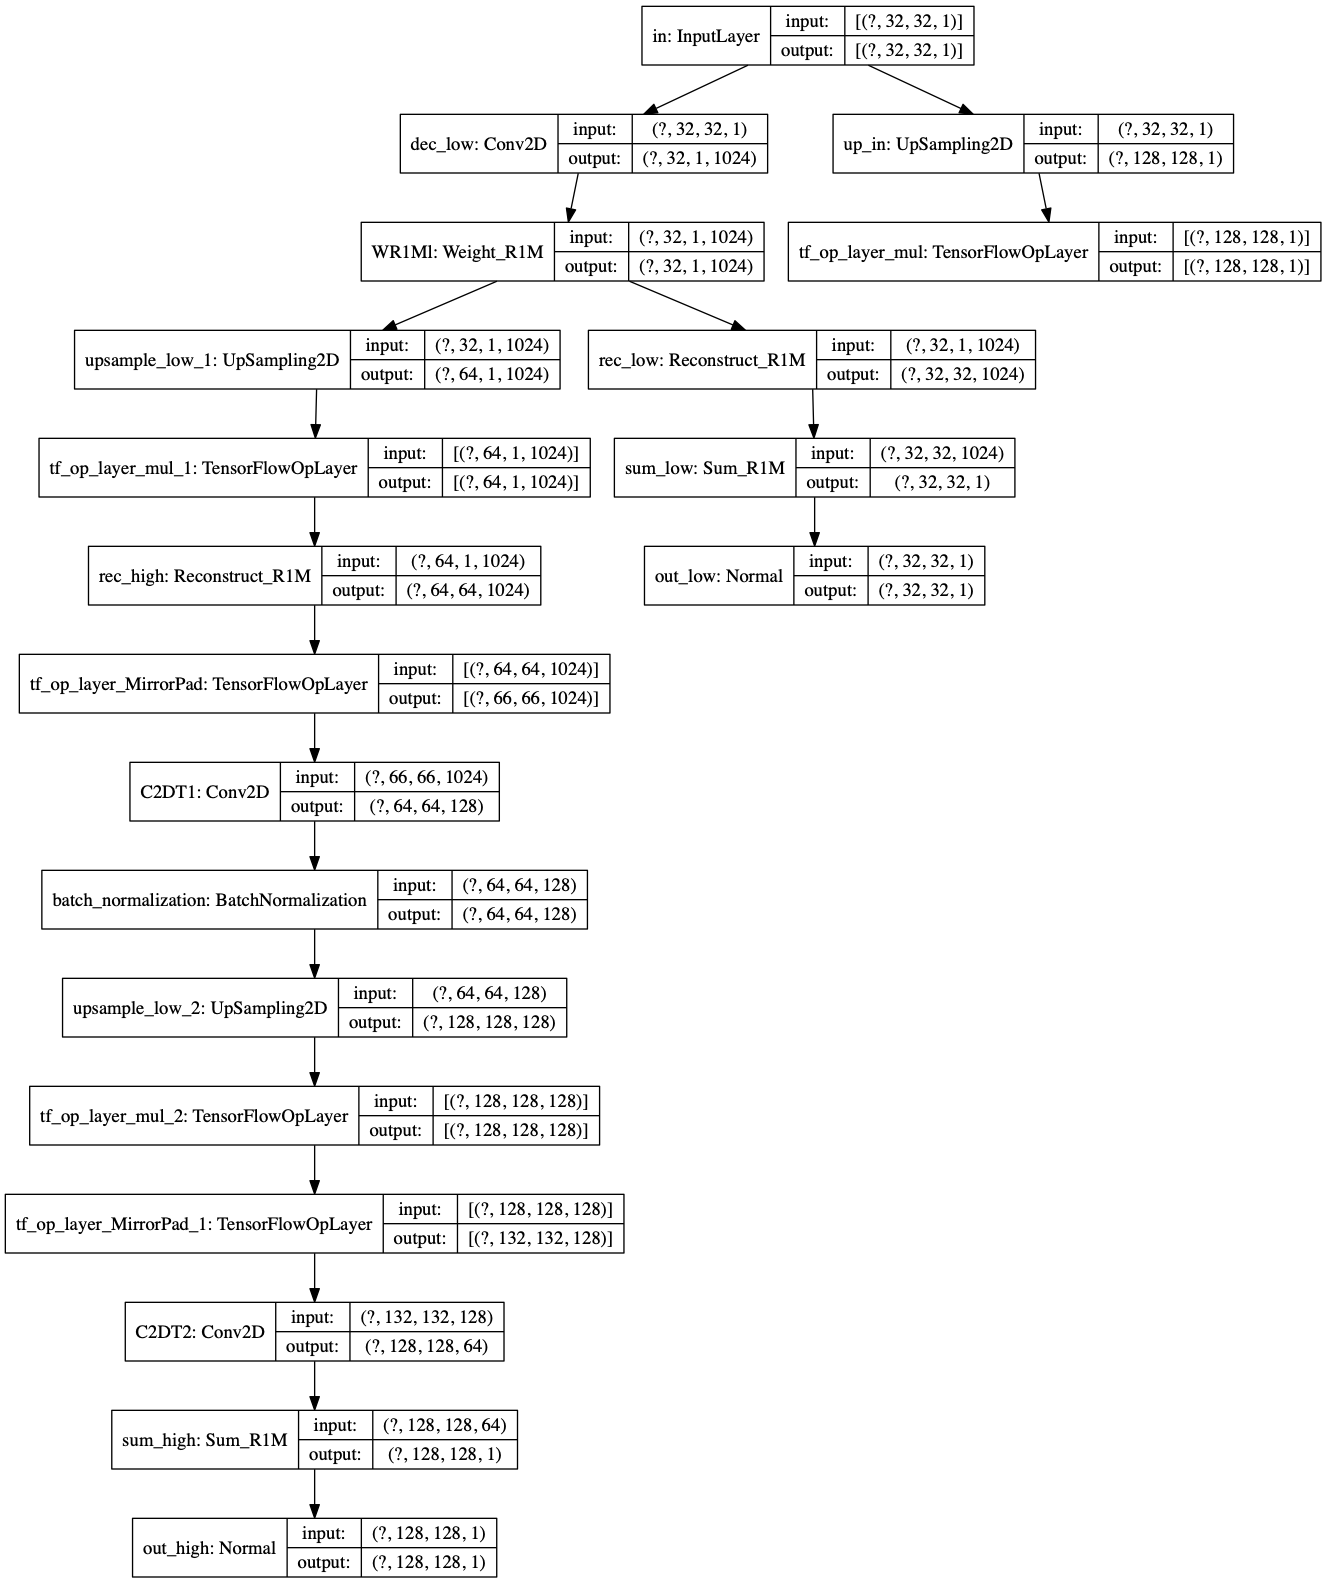 in: InputLayer
input: [(?, 32, 32, 1)]
output: [(?, 32, 32, 1)]
dec_low: Conv2D
input: (?, 32, 32, 1)
output: (?, 32, 1, 1024)
up_in: UpSampling2D
input: (?, 32, 32, 1)
output: (?, 128, 128, 1)
WR1Ml: Weight_R1M
input: (?, 32, 1, 1024)
output: (?, 32, 1, 1024)
tf_op_layer_mul: TensorFlowOpLayer
input: [(?, 128, 128, 1)]
output: [(?, 128, 128, 1)]
upsample_low_1: UpSampling2D
input: (?, 32, 1, 1024)
output: (?, 64, 1, 1024)
rec_low: Reconstruct_R1M
input: (?, 32, 1, 1024)
output: (?, 32, 32, 1024)
tf_op_layer_mul_1: TensorFlowOpLayer
input: [(?, 64, 1, 1024)]
output: [(?, 64, 1, 1024)]
sum_low: Sum_R1M
input: (?, 32, 32, 1024)
output: (?, 32, 32, 1)
rec_high: Reconstruct_R1M
input: (?, 64, 1, 1024)
output: (?, 64, 64, 1024)
out_low: Normal
input: (?, 32, 32, 1)
output: (?, 32, 32, 1)
tf_op_layer_MirrorPad: TensorFlowOpLayer
input: [(?, 64, 64, 1024)]
output: [(?, 66, 66, 1024)]
C2DT1: Conv2D
input: (?, 66, 66, 1024)
output: (?, 64, 64, 128)
batch_normalization: BatchNormalization
input: (?, 64, 64, 128)
output: (?, 64, 64, 128)
upsample_low_2: UpSampling2D
input: (?, 64, 64, 128)
output: (?, 128, 128, 128)
tf_op_layer_mul_2: TensorFlowOpLayer
input: [(?, 128, 128, 128)]
output: [(?, 128, 128, 128)]
tf_op_layer_MirrorPad_1: TensorFlowOpLayer
input: [(?, 128, 128, 128)]
output: [(?, 132, 132, 128)]
C2DT2: Conv2D
input: (?, 132, 132, 128)
output: (?, 128, 128, 64)
sum_high: Sum_R1M
input: (?, 128, 128, 64)
output: (?, 128, 128, 1)
out_high: Normal
input: (?, 128, 128, 1)
output: (?, 128, 128, 1)